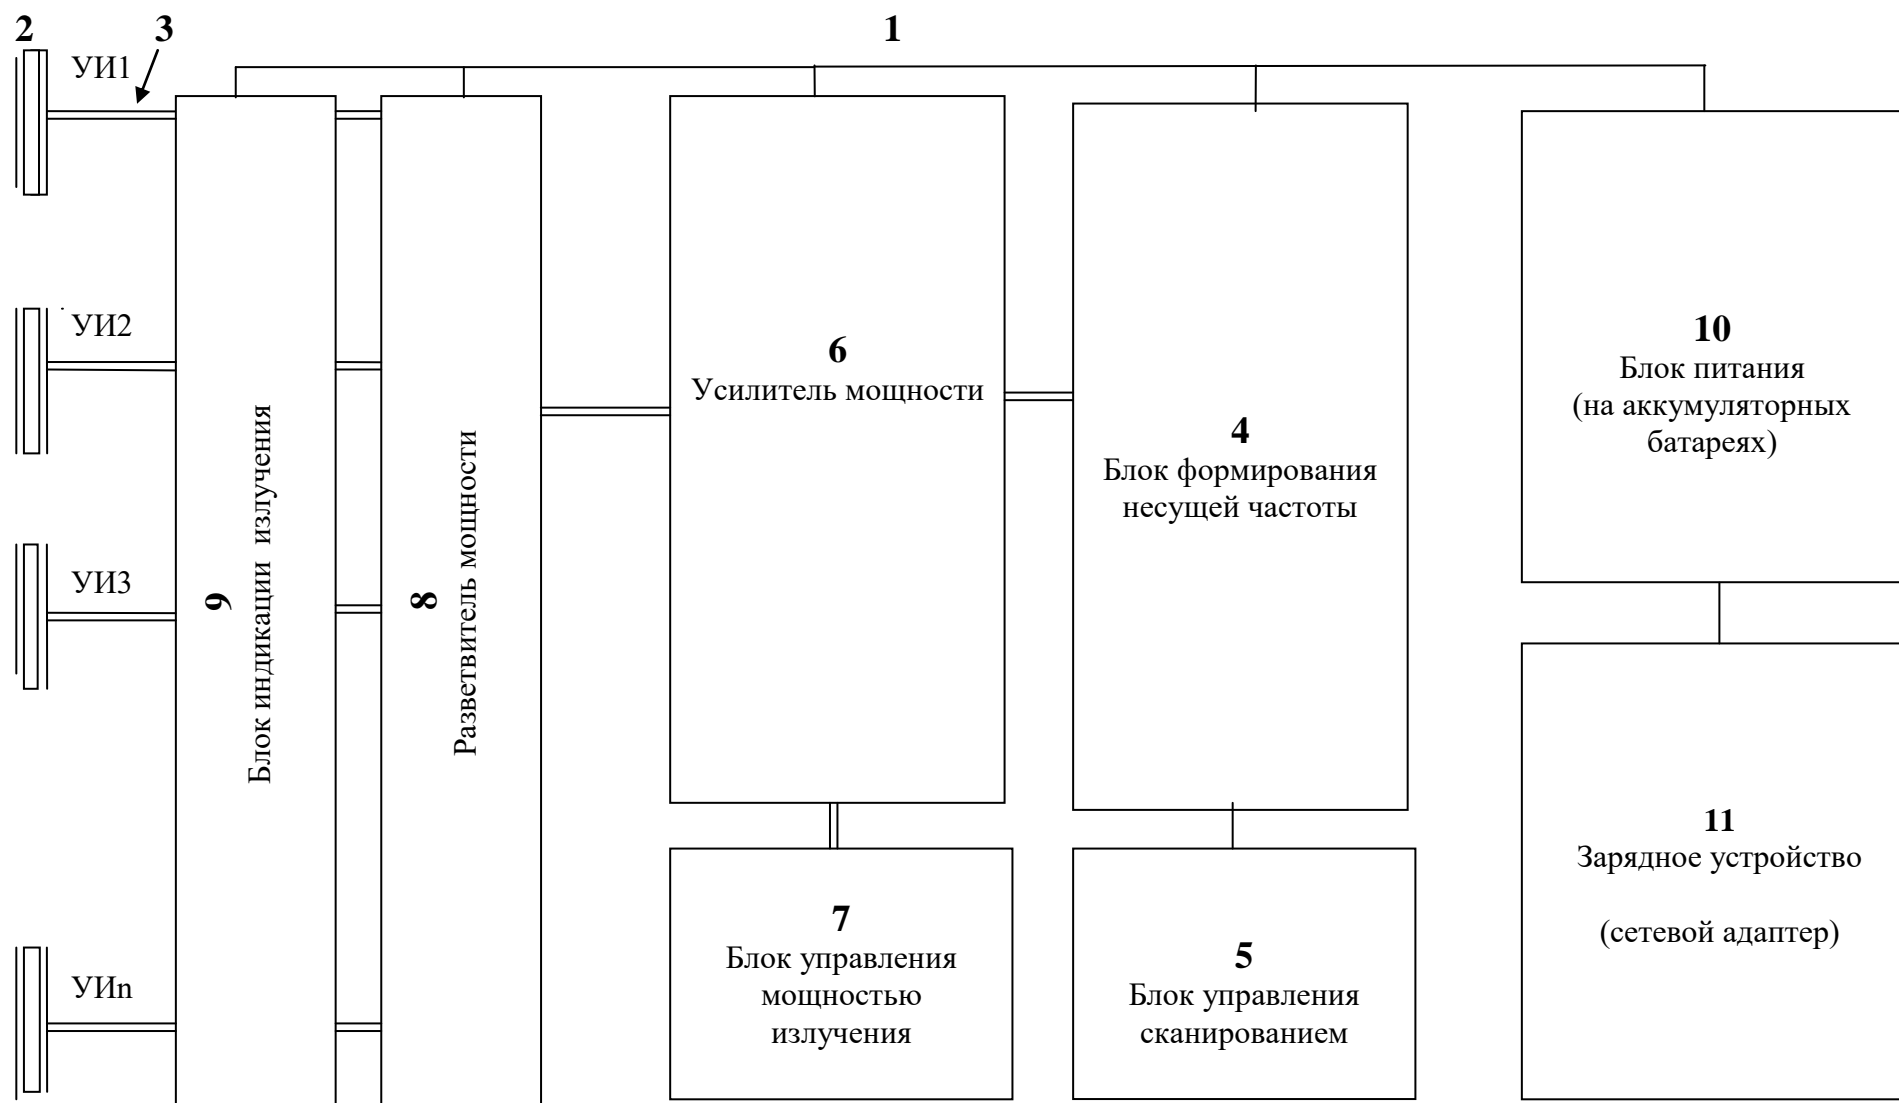 2
3
1
УИ1
УИ2
УИ3
УИn
9
Блок индикации излучения
8
Разветвитель мощности
6
Усилитель мощности
4
Блок формирования
несущей частоты
10
Блок питания
(на аккумуляторных
батареях)
7
Блок управления
мощностью
излучения
5
Блок управления
сканированием
11
Зарядное устройство
(сетевой адаптер)